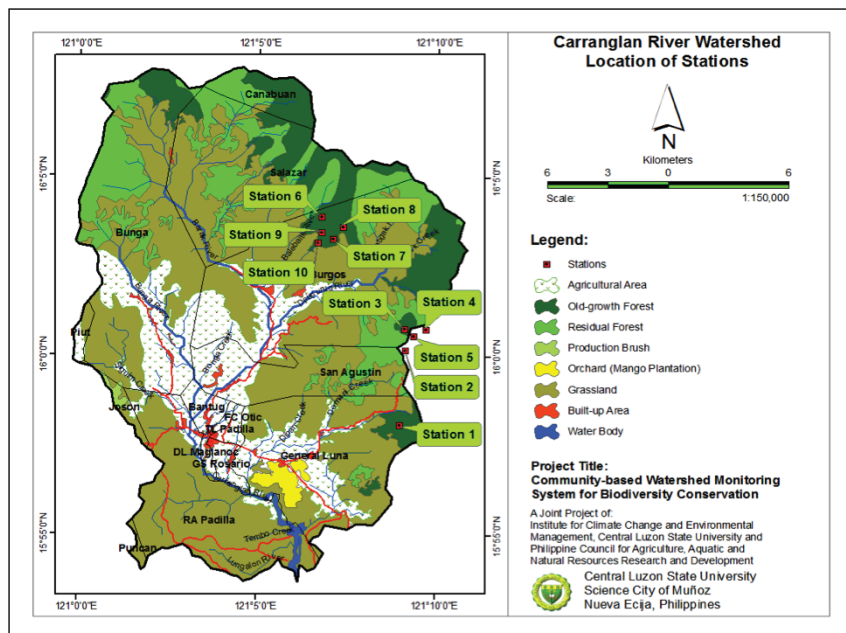 121°0'0"E
121°5'0"E
121°10'0"E
16°5'0"N
16°0'0"N
15°55'0"N
16°5'0"N
16°0'0"N
15°55'0"N
121°0'0"E
121°5'0"E
121°10'0"E
Canabuan
Salazar
Station 6
Station 8
Station 9
Station 7
Bunga
Station 10
Burgos
Station 3
Station 4
Piut
Station 5
San Agustin
Station 2
Joson
Bantug
FC Otic
TL Padilla
Station 1
DL Maglanoc
General Luna
GS Rosario
RA Padilla
Puncan
Carranglan River Watershed
Location of Stations
N
Kilometers
6 3 0 6
Scale: 1:150,000
Legend:
Stations
Agricultural Area
Old-growth Forest
Residual Forest
Production Brush
Orchard (Mango Plantation)
Grassland
Built-up Area
Water Body
Project Title:
Community-based Watershed Monitoring
System for Biodiversity Conservation
A Joint Project of:
Institute for Climate Change and Environmental
Management, Central Luzon State University and
Philippine Council for Agriculture, Aquatic and
Natural Resources Research and Development
Central Luzon State University
Science City of Muñoz
Nueva Ecija, Philippines